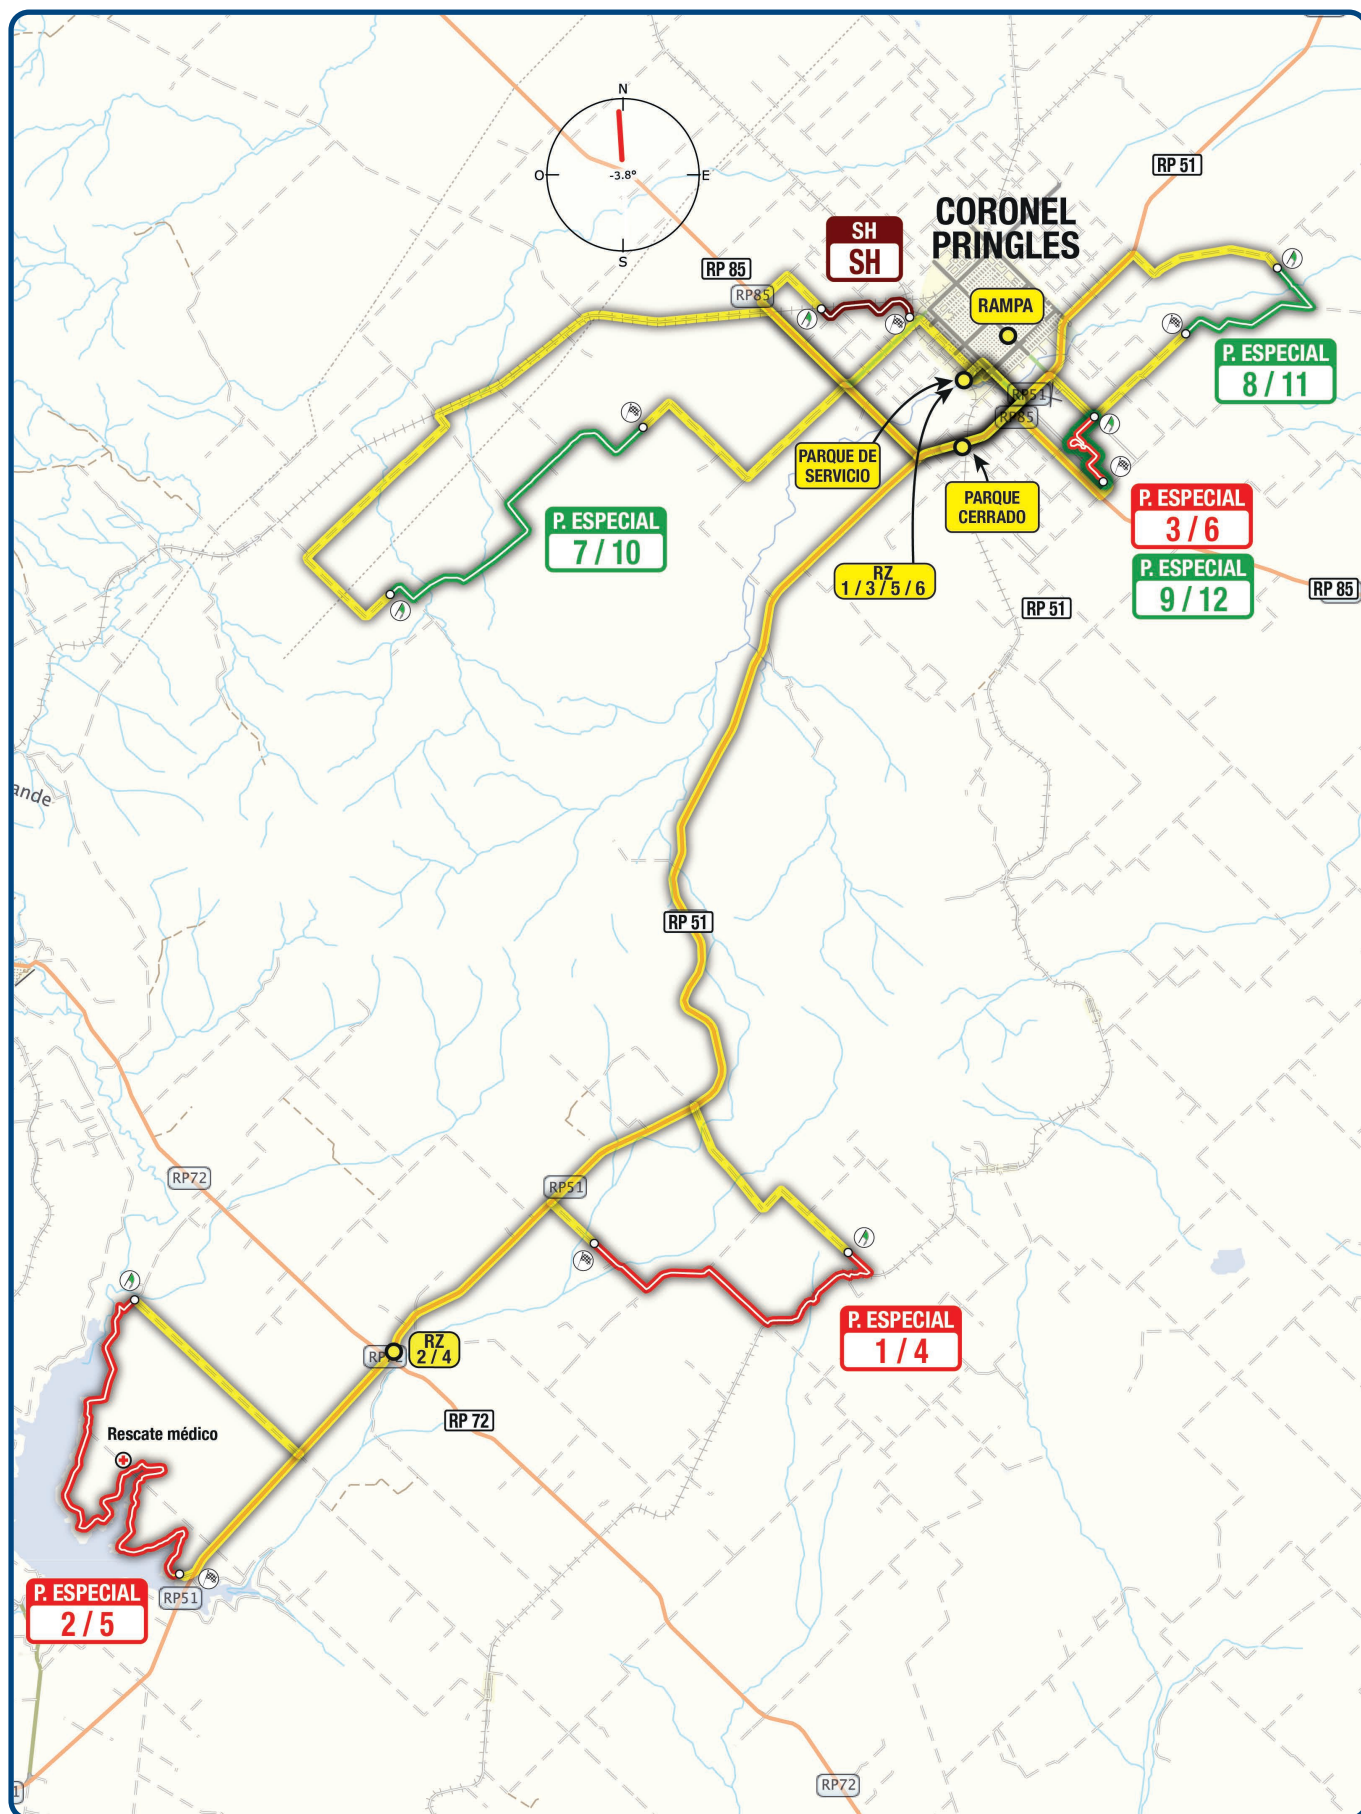 N
O
-3.8°
E
S
RP 51
CORONEL
PRINGLES
SH
SH
RP 85
RP85
RAMPA
P. ESPECIAL
8 / 11
RP51
RP85
PARQUE DE
SERVICIO
PARQUE
CERRADO
P. ESPECIAL
3 / 6
P. ESPECIAL
7 / 10
RZ
1 / 3 / 5 / 6
P. ESPECIAL
9 / 12
RP 85
RP 51
ande
RP 51
RP72
RP51
P. ESPECIAL
1 / 4
RZ
2 / 4
RP 72
Rescate médico
P. ESPECIAL
2 / 5
RP51
RP72